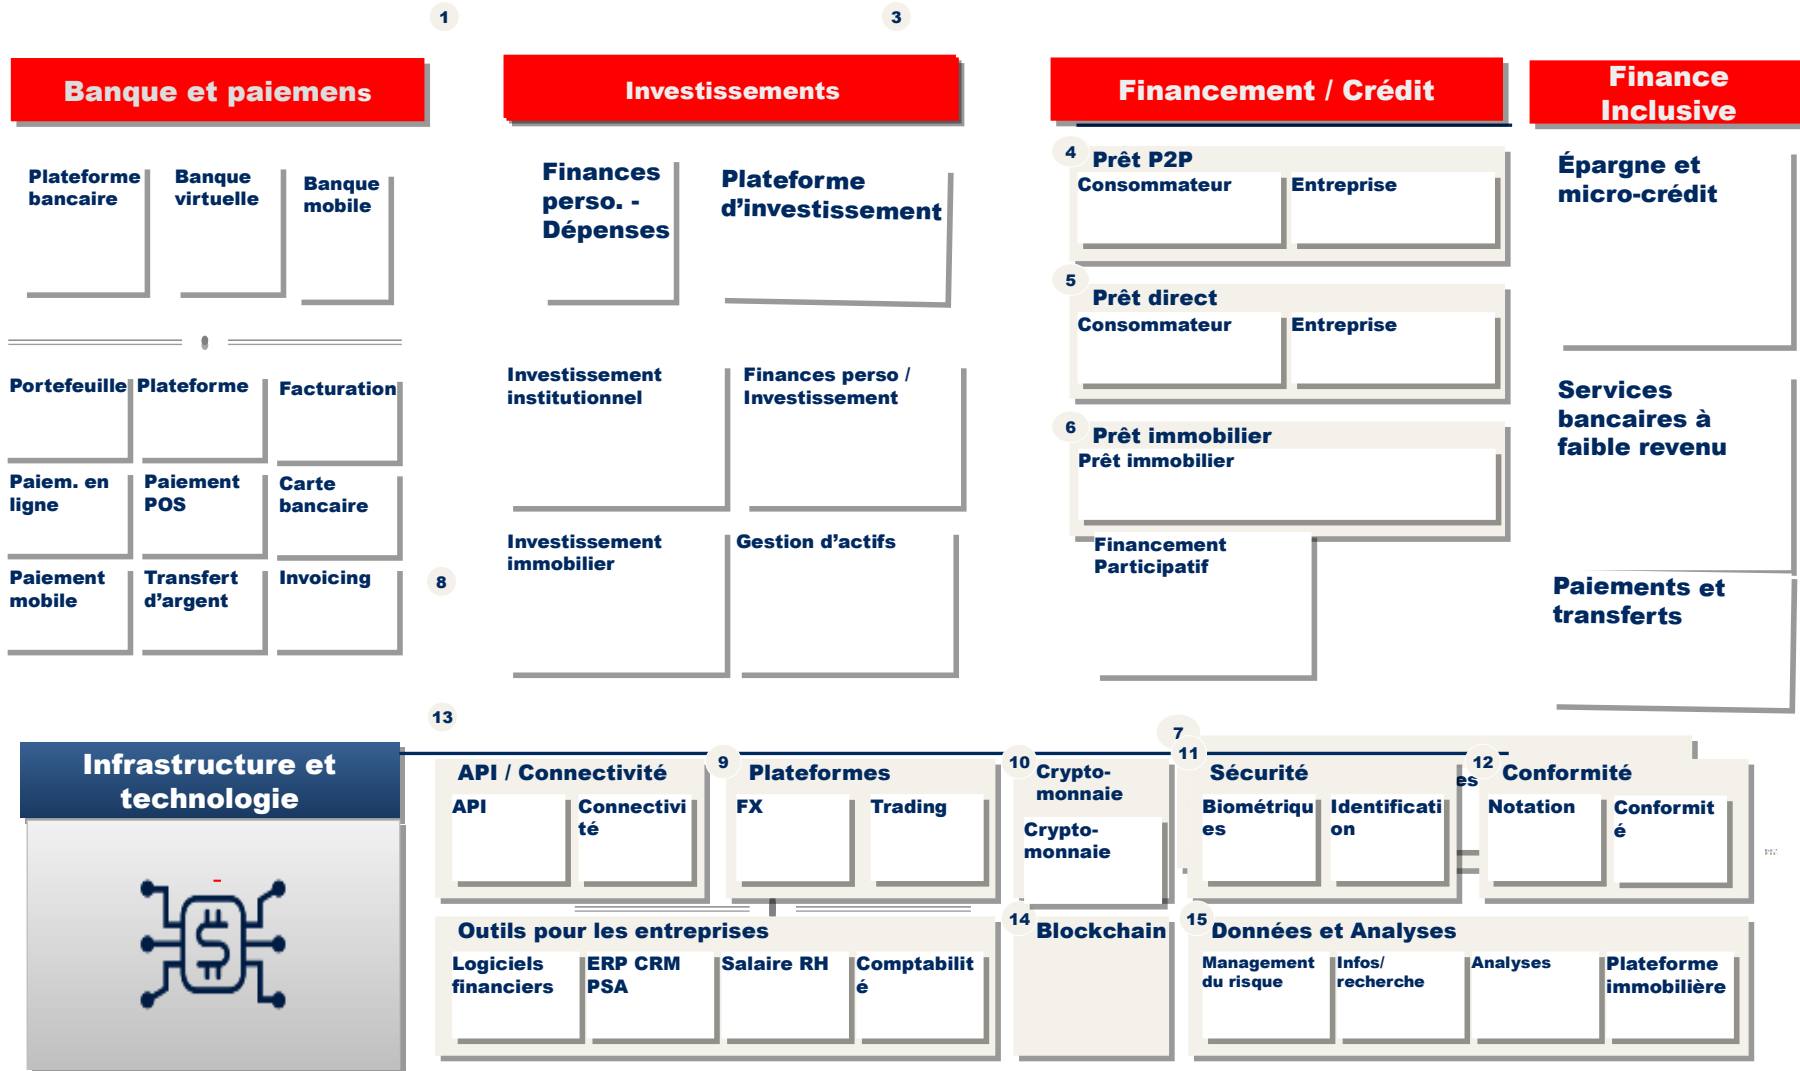 1
3
Banque et paiemens
Investissements
Financement / Crédit
Finance
Inclusive
Plateforme
bancaire
Banque
virtuelle
Banque
mobile
Finances
perso. -
Dépenses
Plateforme
d’investissement
4
Prêt P2P
Consommateur
Entreprise
Épargne et
micro-crédit
5
Prêt direct
Consommateur
Entreprise
Portefeuille
Plateforme
Facturation
Investissement
institutionnel
Finances perso /
Investissement
6
Prêt immobilier
Prêt immobilier
Services
bancaires à
faible revenu
Paiem. en
ligne
Paiement
POS
Carte
bancaire
Investissement
immobilier
Gestion d’actifs
Financement
Participatif
Paiement
mobile
Transfert
d’argent
Invoicing
8
Paiements et
transferts
13
7
Infrastructure et
technologie
API / Connectivité
API
Connectivi
té
9
Plateformes
FX
Trading
10
Crypto-
monnaie
Crypto-
monnaie
11
Sécurité
Biométriqu
es
Identificati
on
es
12
Conformité
Notation
Conformit
é
Outils pour les entreprises
Logiciels
financiers
ERP CRM
PSA
Salaire RH
Comptabilit
é
14
Blockchain
15
Données et Analyses
Management
du risque
Infos/
recherche
Analyses
Plateforme
immobilière